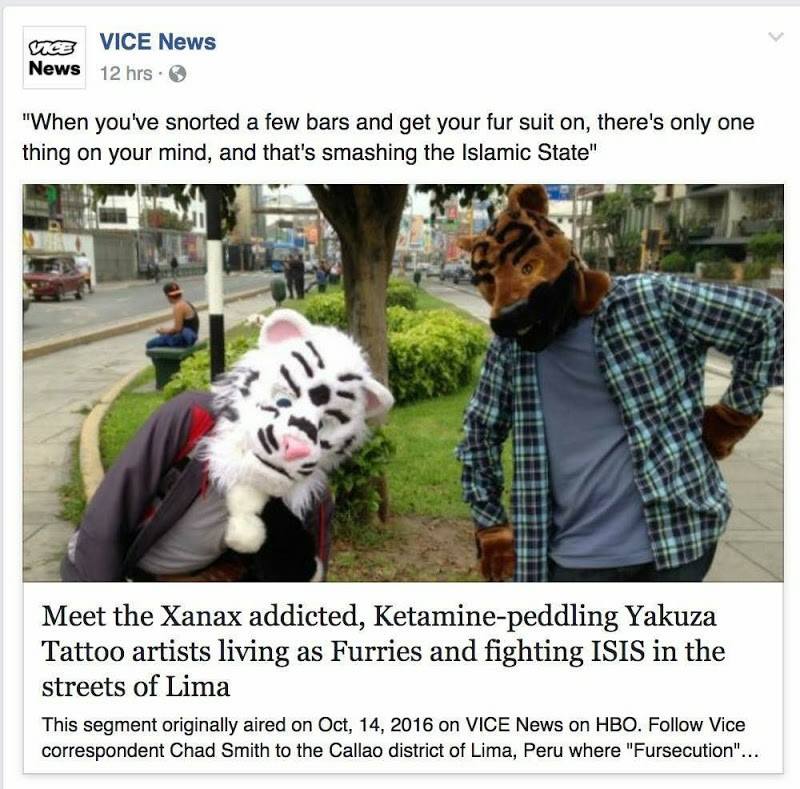 VICE
News
VICE News
12 hrs ·
"When you've snorted a few bars and get your fur suit on, there's only one
thing on your mind, and that's smashing the Islamic State"
Meet the Xanax addicted, Ketamine-peddling Yakuza
Tattoo artists living as Furries and fighting ISIS in the
streets of Lima
This segment originally aired on Oct, 14, 2016 on VICE News on HBO. Follow Vice
correspondent Chad Smith to the Callao district of Lima, Peru where "Fursecution"...